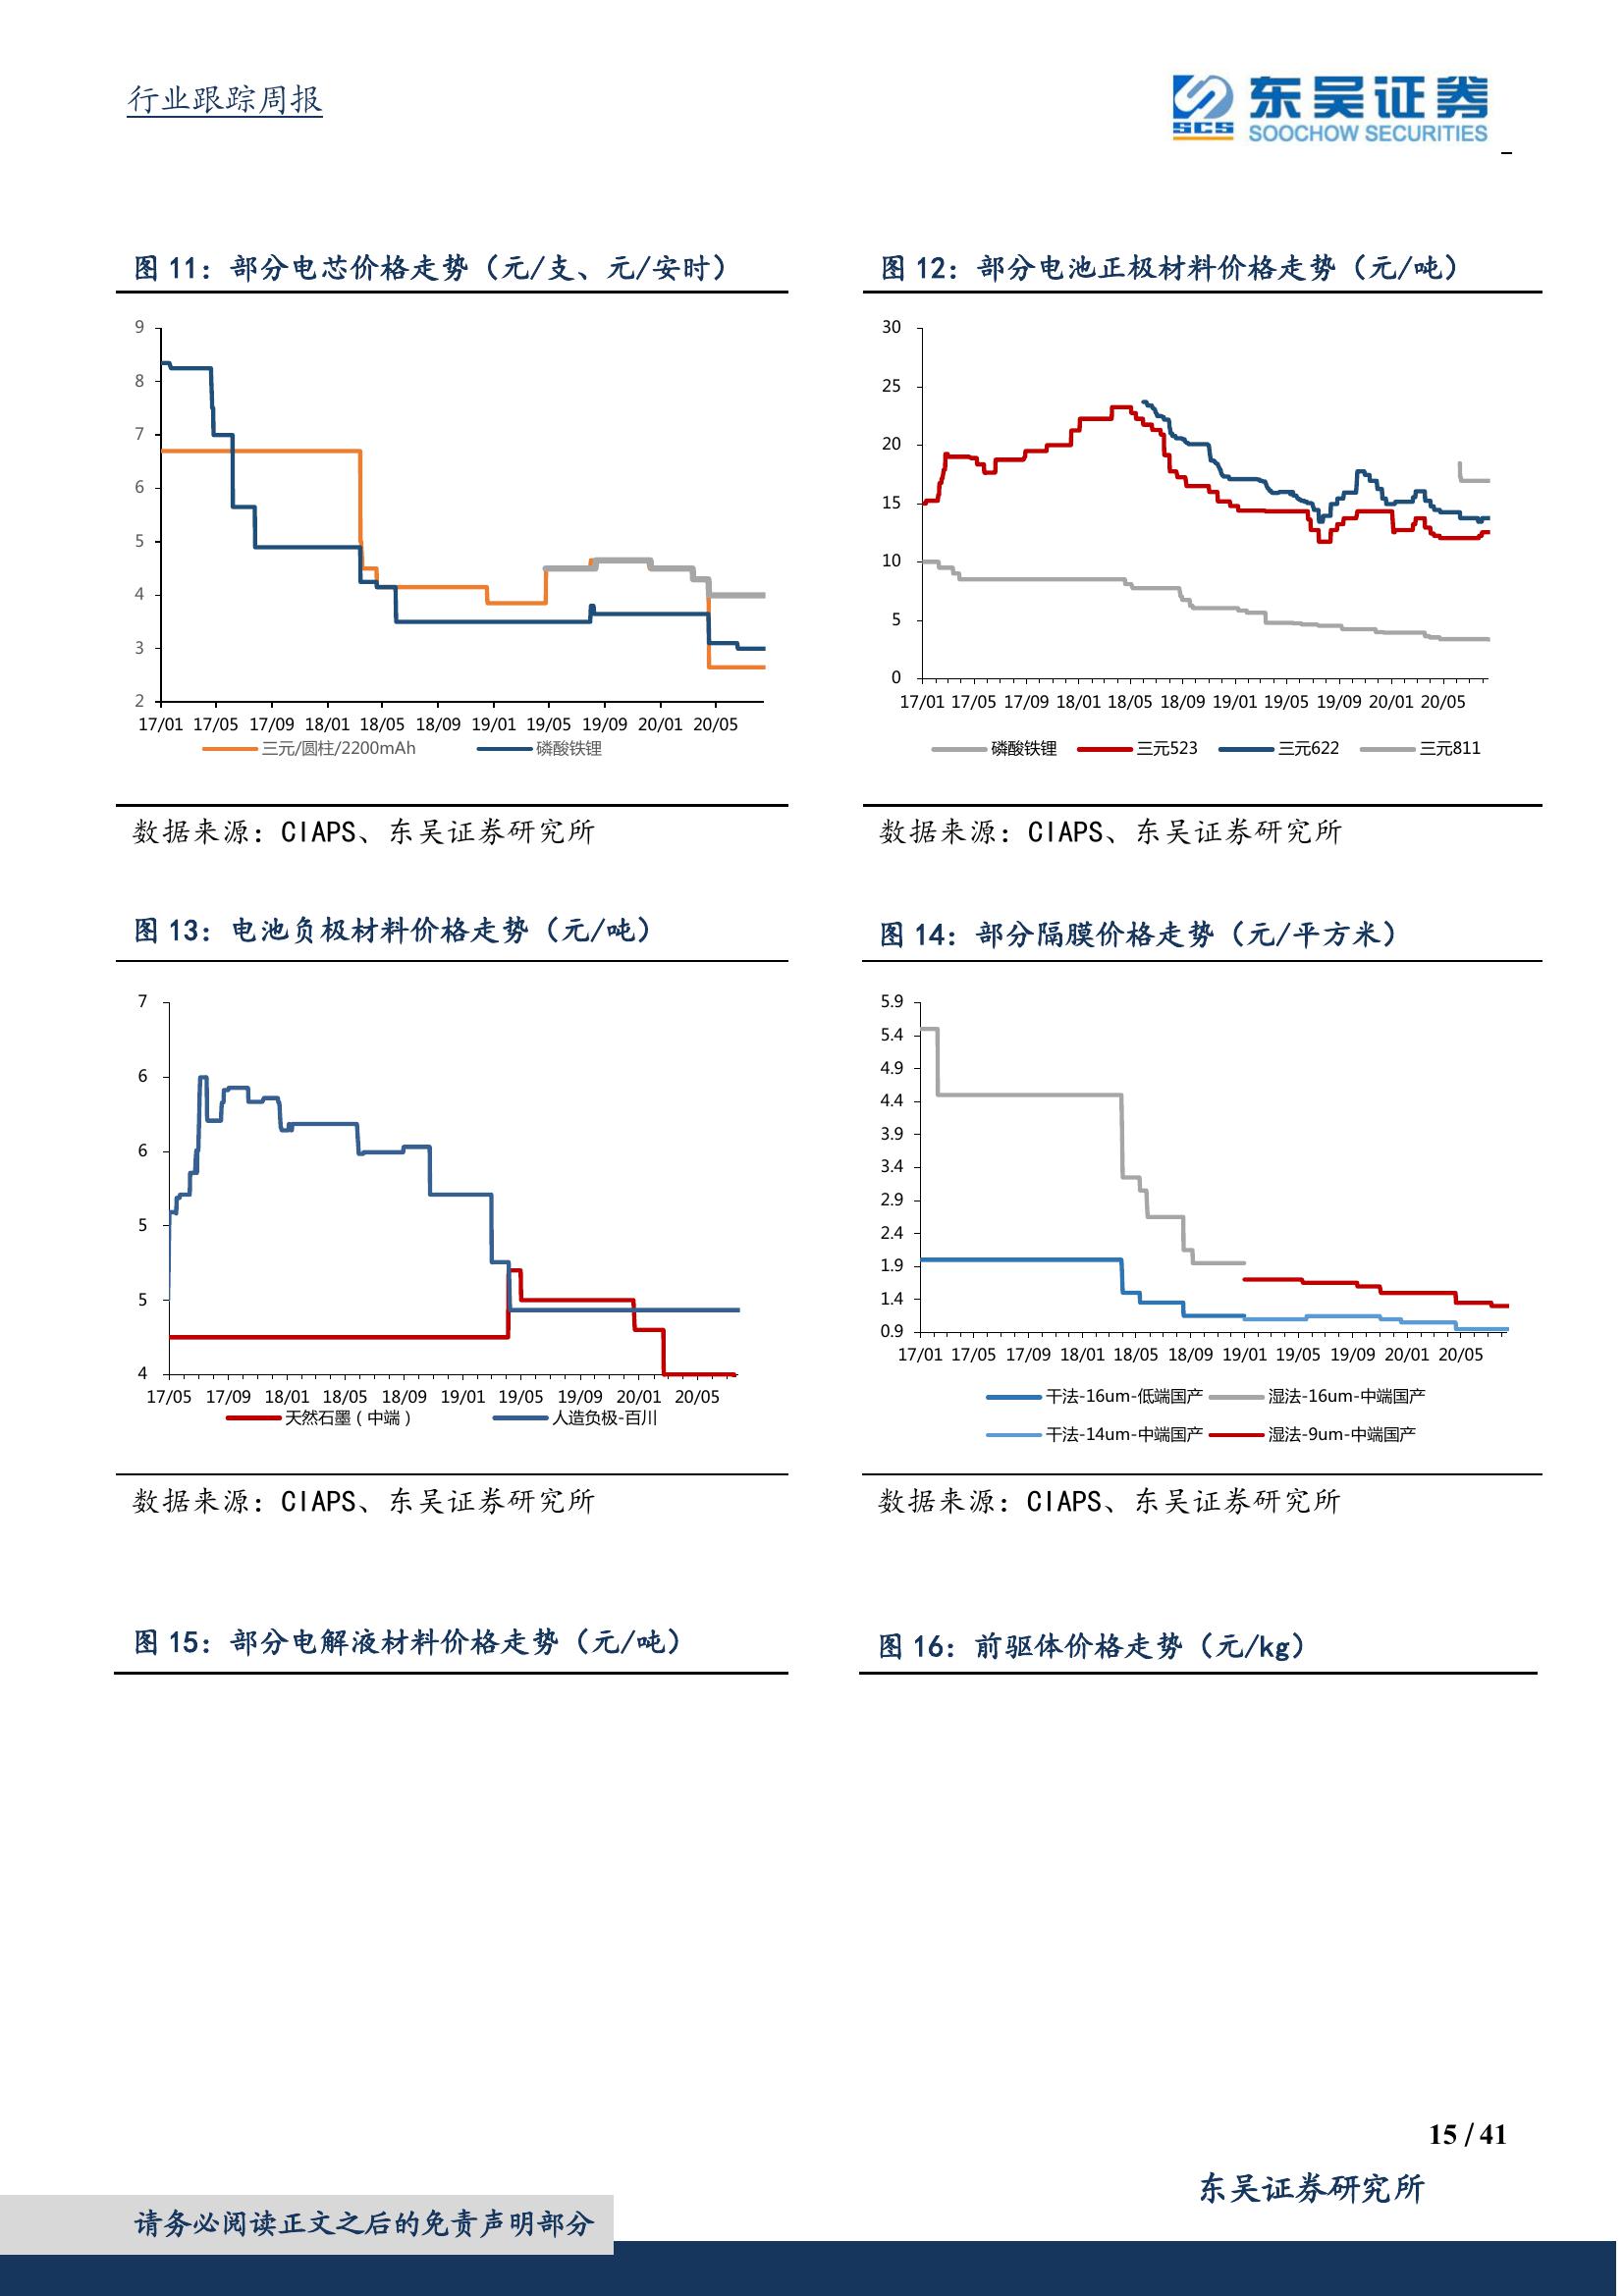 行业跟踪周报
SCS 东吴证券
SOOCHOW SECURITIES
图 11：部分电芯价格走势（元/支、元/安时）
9
8
7
6
5
4
3
2
17/01 17/05 17/09 18/01 18/05 18/09 19/01 19/05 19/09 20/01 20/05
三元/圆柱/2200mAh 磷酸铁锂
数据来源：CIAPS、东吴证券研究所
图 12：部分电池正极材料价格走势（元/吨）
30
25
20
15
10
5
0
17/01 17/05 17/09 18/01 18/05 18/09 19/01 19/05 19/09 20/01 20/05
磷酸铁锂 三元523 三元622 三元811
数据来源：CIAPS、东吴证券研究所
图 13：电池负极材料价格走势（元/吨）
7
6
6
5
5
4
17/05 17/09 18/01 18/05 18/09 19/01 19/05 19/09 20/01 20/05
天然石墨（中端） 人造负极-百川
数据来源：CIAPS、东吴证券研究所
图 14：部分隔膜价格走势（元/平方米）
5.9
5.4
4.9
4.4
3.9
3.4
2.9
2.4
1.9
1.4
0.9
17/01 17/05 17/09 18/01 18/05 18/09 19/01 19/05 19/09 20/01 20/05
干法-16um-低端国产 湿法-16um-中端国产
干法-14um-中端国产 湿法-9um-中端国产
数据来源：CIAPS、东吴证券研究所
图 15：部分电解液材料价格走势（元/吨）
图 16：前驱体价格走势（元/kg）
15 / 41
东吴证券研究所
请务必阅读正文之后的免责声明部分